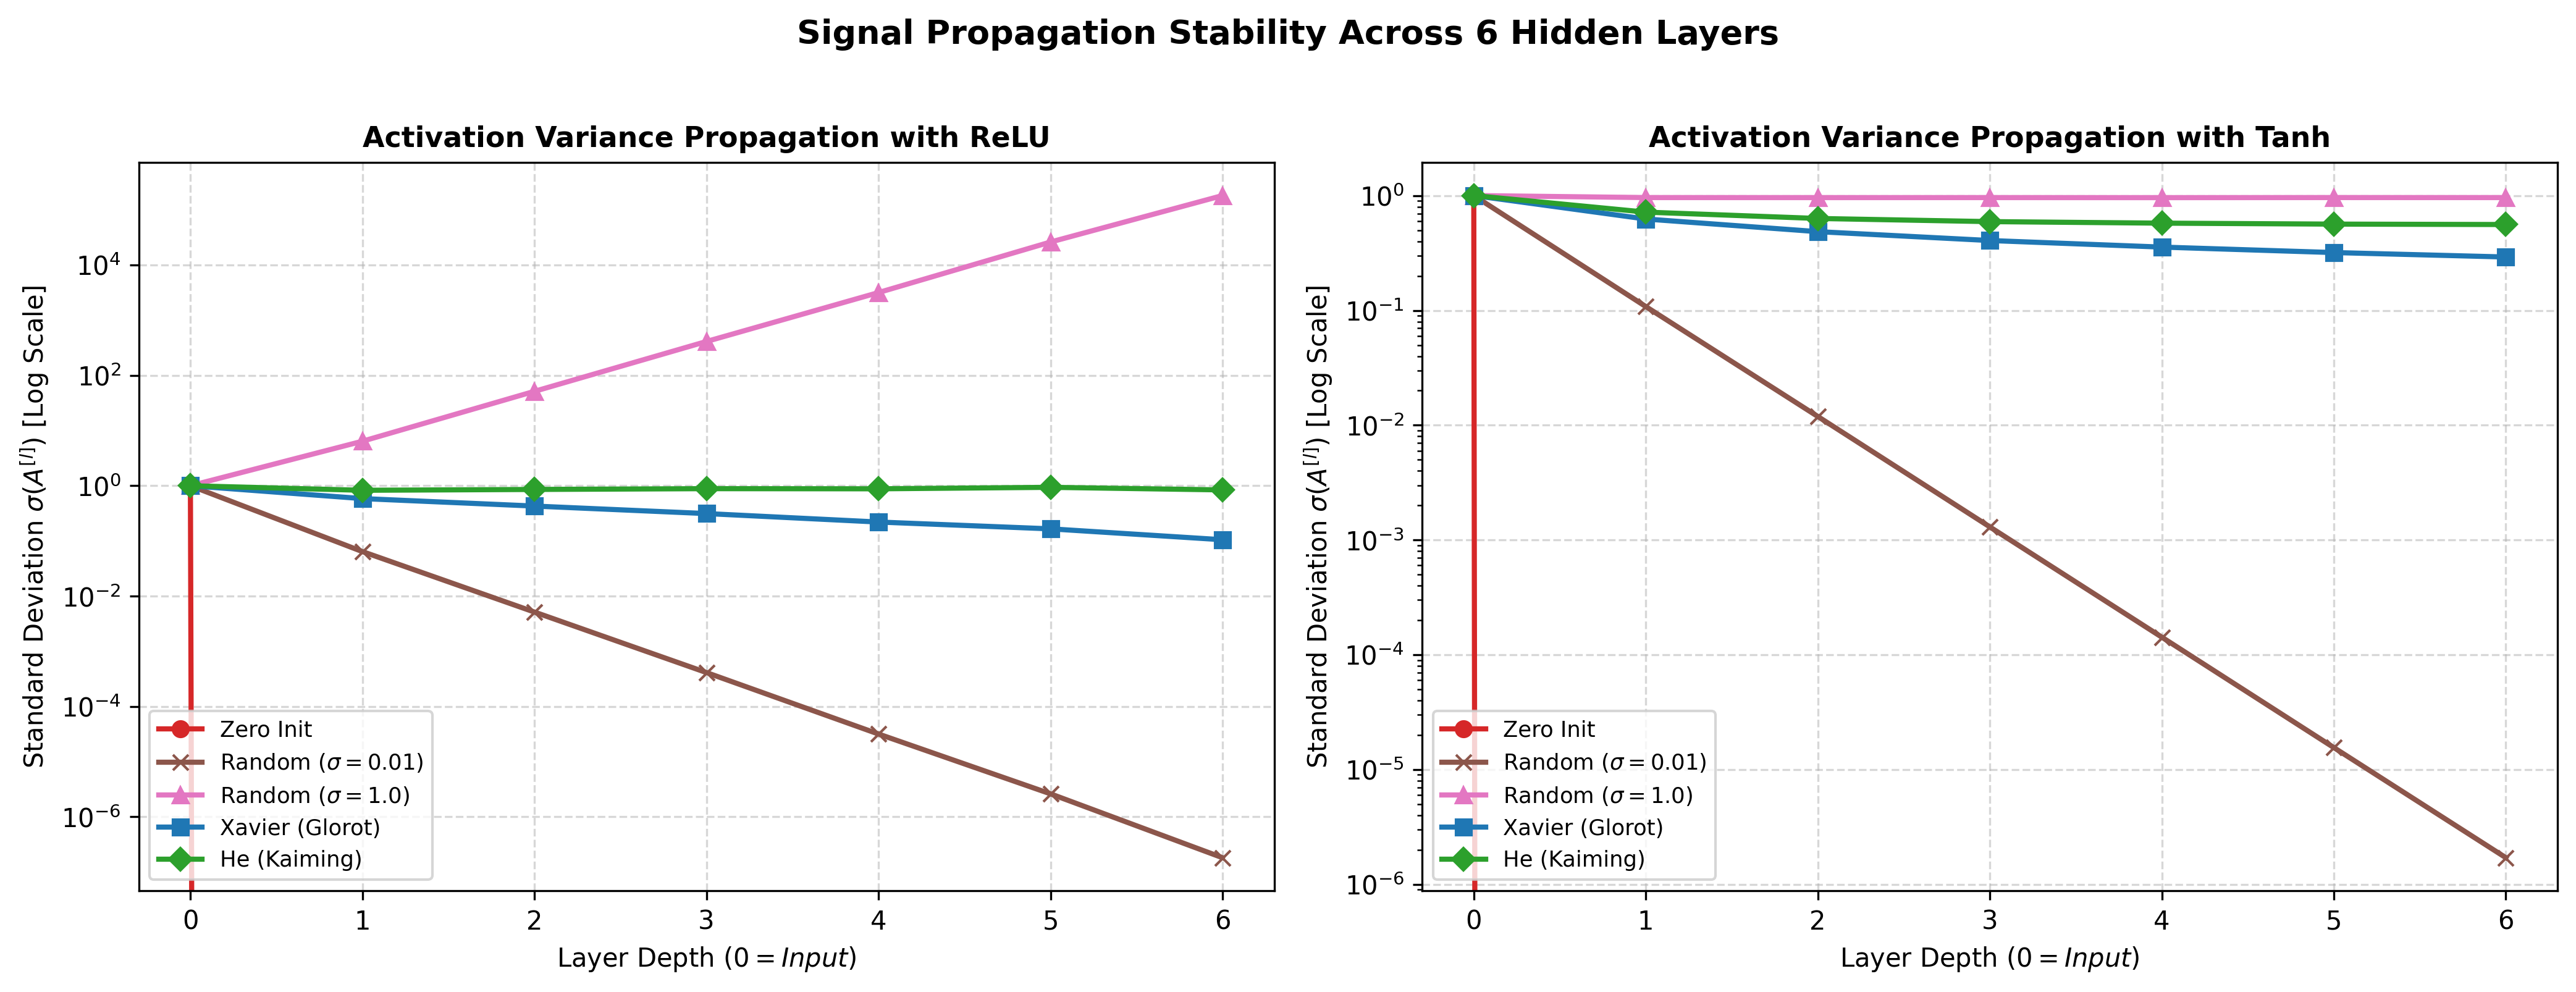 Signal Propagation Stability Across 6 Hidden Layers
Activation Variance Propagation with ReLU
Standard Deviation σ(A^[l]) [Log Scale]
10^4
10^2
10^0
10^−2
10^−4
10^−6
Zero Init
Random (σ = 0.01)
Random (σ = 1.0)
Xavier (Glorot)
He (Kaiming)
0 1 2 3 4 5 6
Layer Depth (0 = Input)
Activation Variance Propagation with Tanh
Standard Deviation σ(A^[l]) [Log Scale]
10^0
10^−1
10^−2
10^−3
10^−4
10^−5
10^−6
Zero Init
Random (σ = 0.01)
Random (σ = 1.0)
Xavier (Glorot)
He (Kaiming)
0 1 2 3 4 5 6
Layer Depth (0 = Input)